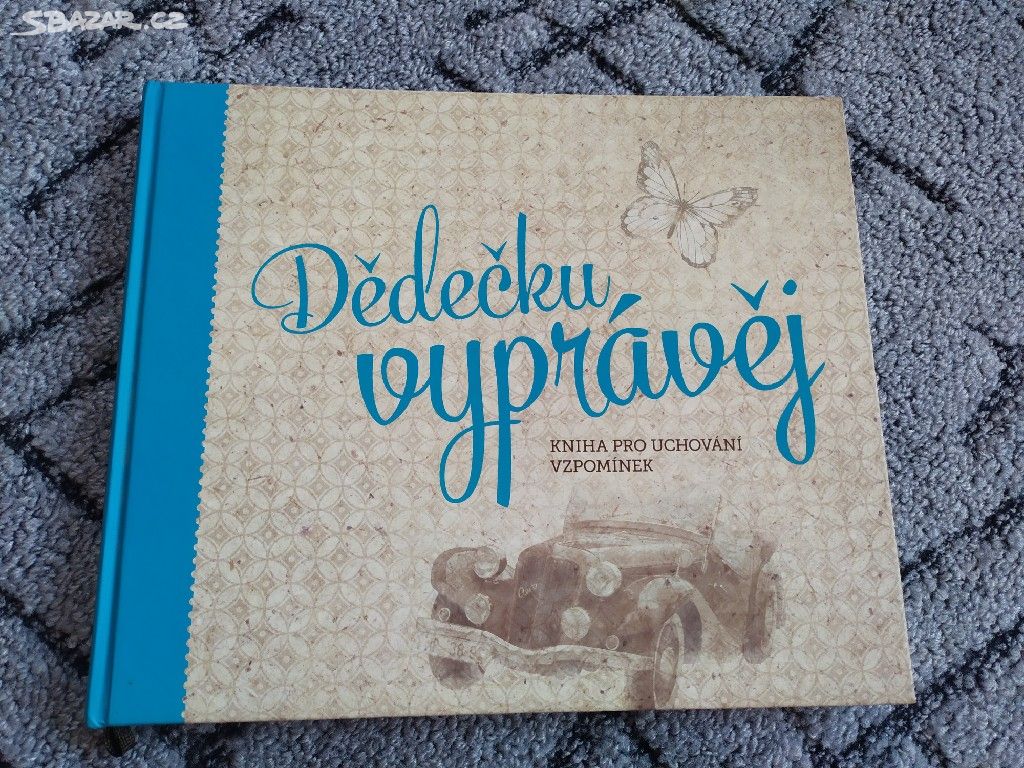 SBAZAR.CZ
Dědečku
vyprávěj
KNIHA PRO UCHOVÁNÍ
VZPOMÍNEK